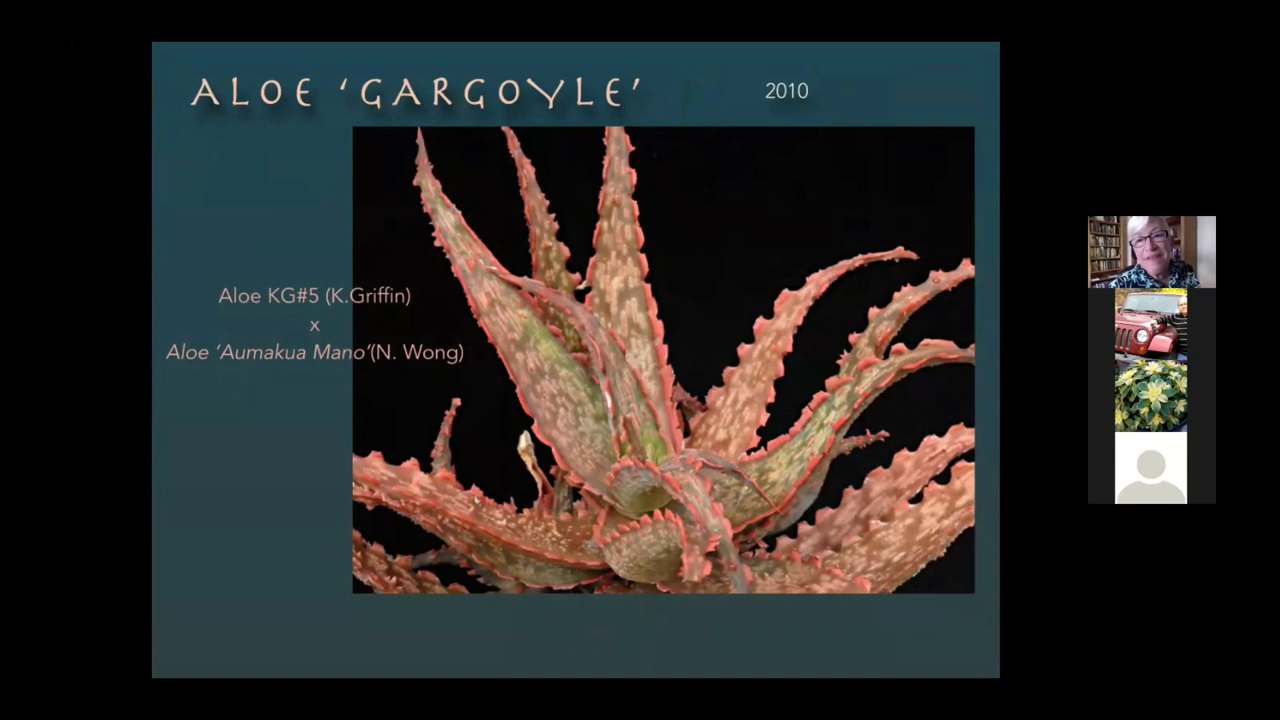 ALOE ‘GARGOYLE’
2010
Aloe KG#5 (K.Griffin)
x
Aloe ‘Aumakua Mano’(N. Wong)